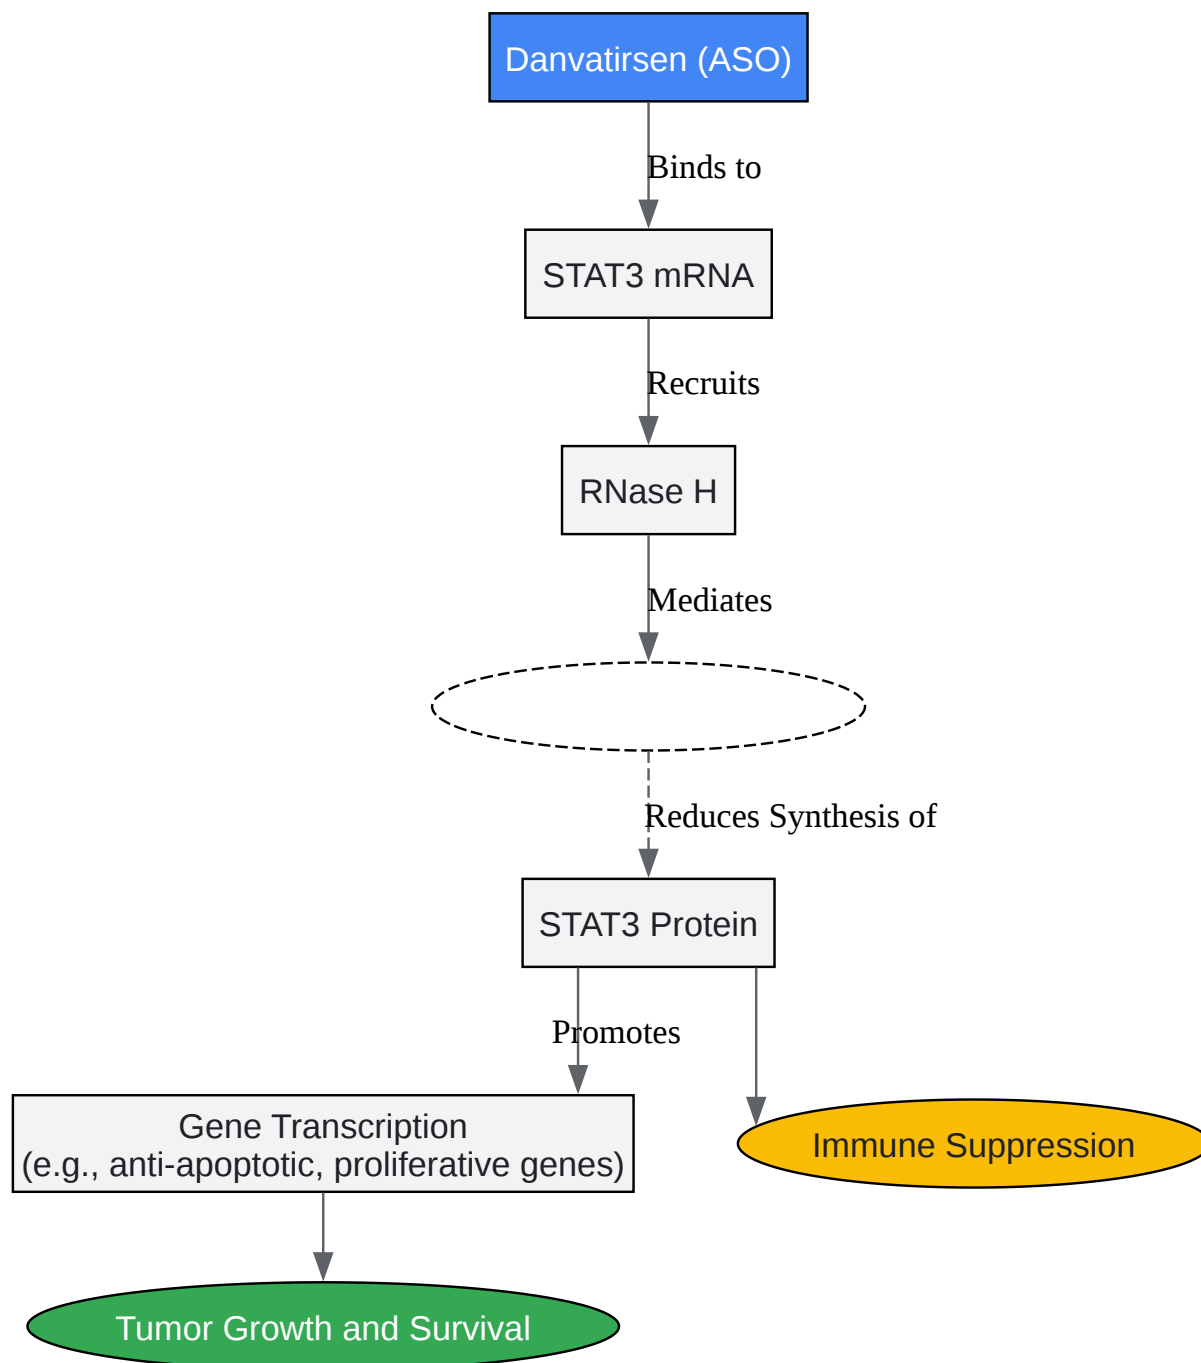 Danvatirsen (ASO)
Binds to
STAT3 mRNA
Recruits
RNase H
Mediates
Reduces Synthesis of
STAT3 Protein
Promotes
Gene Transcription
(e.g., anti-apoptotic, proliferative genes)
Immune Suppression
Tumor Growth and Survival